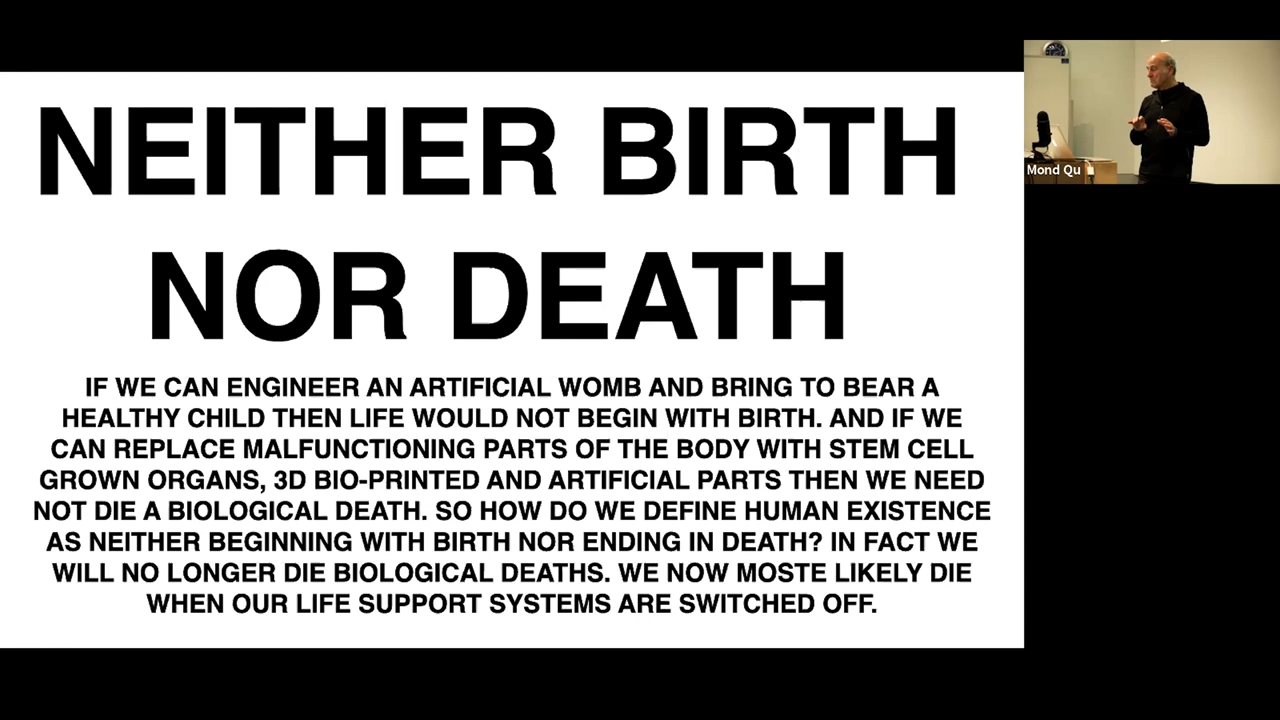 NEITHER BIRTH
NOR DEATH
IF WE CAN ENGINEER AN ARTIFICIAL WOMB AND BRING TO BEAR A
HEALTHY CHILD THEN LIFE WOULD NOT BEGIN WITH BIRTH. AND IF WE
CAN REPLACE MALFUNCTIONING PARTS OF THE BODY WITH STEM CELL
GROWN ORGANS, 3D BIO-PRINTED AND ARTIFICIAL PARTS THEN WE NEED
NOT DIE A BIOLOGICAL DEATH. SO HOW DO WE DEFINE HUMAN EXISTENCE
AS NEITHER BEGINNING WITH BIRTH NOR ENDING IN DEATH? IN FACT WE
WILL NO LONGER DIE BIOLOGICAL DEATHS. WE NOW MOSTE LIKELY DIE
WHEN OUR LIFE SUPPORT SYSTEMS ARE SWITCHED OFF.
Mond Qu